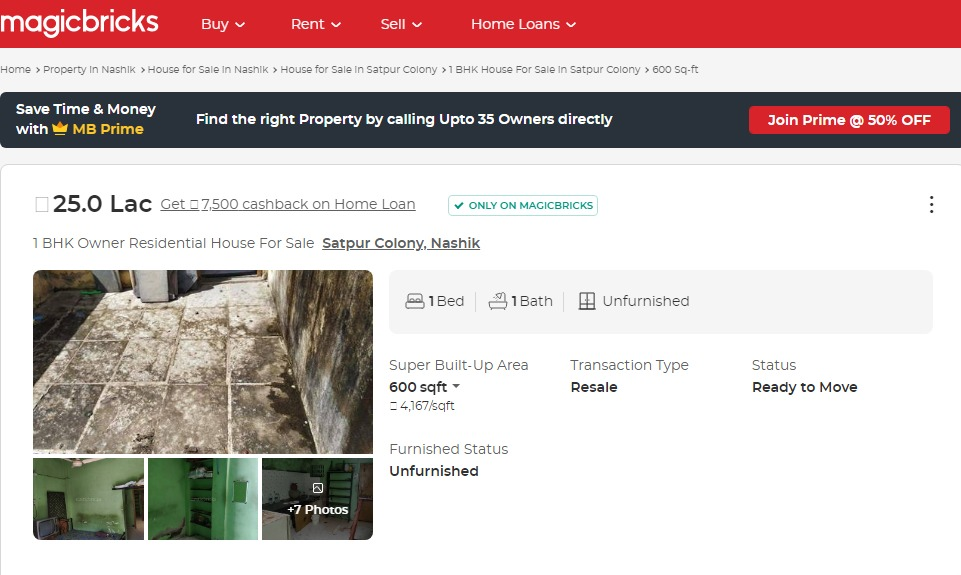 magicbricks
Buy
Rent
Sell
Home Loans
Home > Property in Nashik > House for Sale in Nashik > House for Sale in Satpur Colony > 1 BHK House For Sale in Satpur Colony > 600 Sq-ft
Save Time & Money
with MB Prime
Find the right Property by calling Upto 35 Owners directly
Join Prime @ 50% OFF
25.0 Lac Get 7,500 cashback on Home Loan
ONLY ON MAGICBRICKS
1 BHK Owner Residential House For Sale Satpur Colony, Nashik
1 Bed
1 Bath
Unfurnished
Super Built-Up Area
600 sqft
4,167/sqft
Transaction Type
Resale
Status
Ready to Move
Furnished Status
Unfurnished
+7 Photos